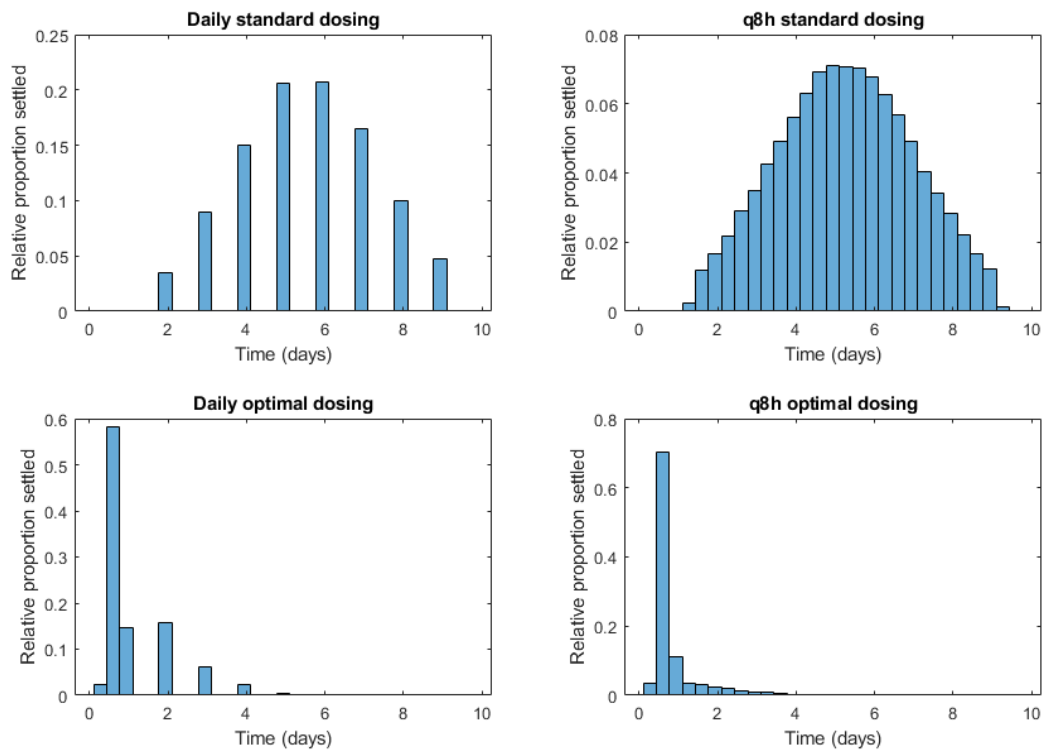 Daily standard dosing
0.25
0.2
0.15
0.1
0.05
0
Relative proportion settled
0 2 4 6 8 10
Time (days)
q8h standard dosing
0.08
0.06
0.04
0.02
0
Relative proportion settled
0 2 4 6 8 10
Time (days)
Daily optimal dosing
0.6
0.5
0.4
0.3
0.2
0.1
0
Relative proportion settled
0 2 4 6 8 10
Time (days)
q8h optimal dosing
0.8
0.6
0.4
0.2
0
Relative proportion settled
0 2 4 6 8 10
Time (days)